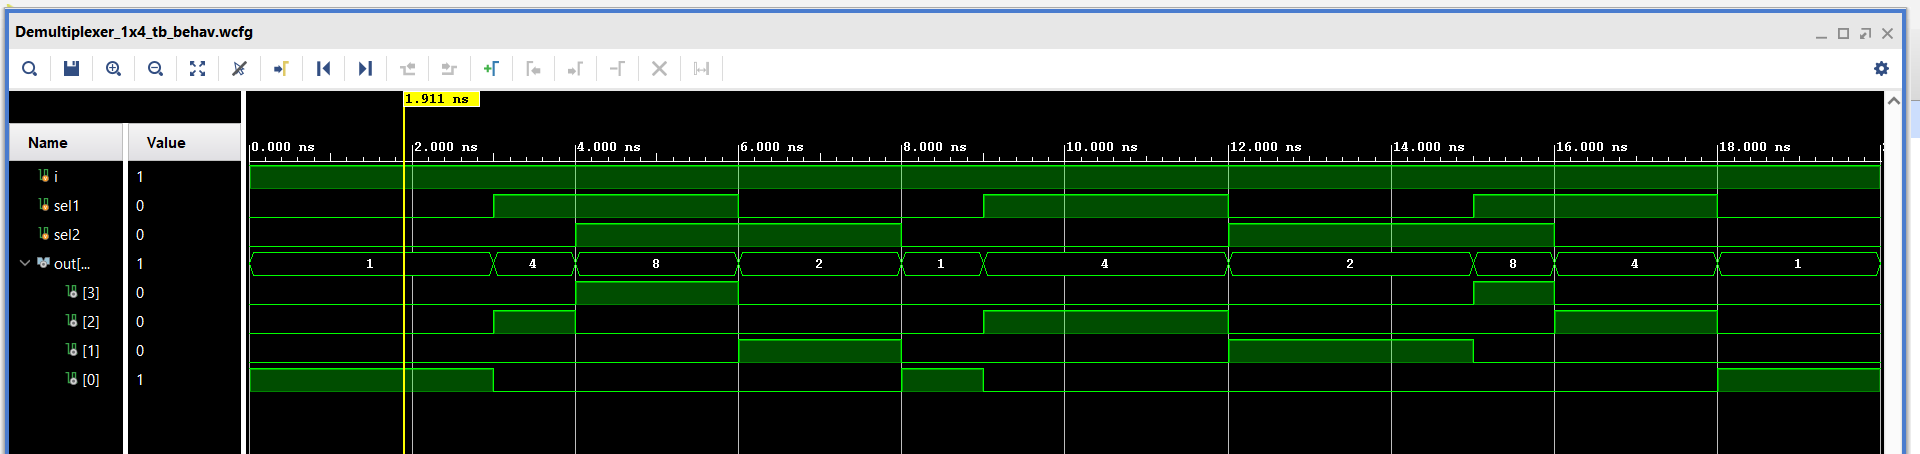 Demultiplexer_1x4_tb_behav.wcfg
1.911 ns
Name Value
0.000 ns 2.000 ns 4.000 ns 6.000 ns 8.000 ns 10.000 ns 12.000 ns 14.000 ns 16.000 ns 18.000 ns
i 1
sel1 0
sel2 0
out[... 1 1 4 8 2 1 4 2 8 4 1
[3] 0
[2] 0
[1] 0
[0] 1